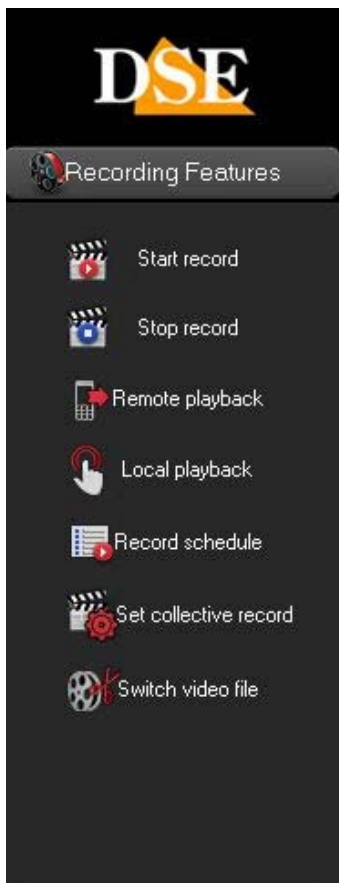 DSE
Recording Features
Start record
Stop record
Remote playback
Local playback
Record schedule
Set collective record
Switch video file